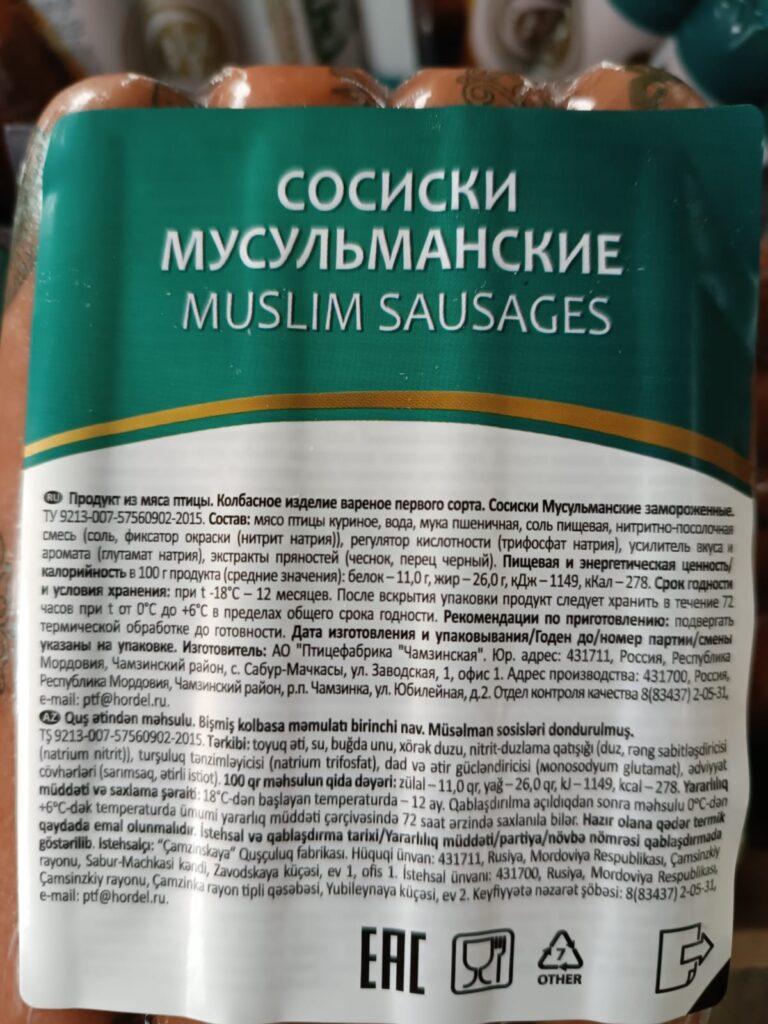 СОСИСКИ
МУСУЛЬМАНСКИЕ
MUSLIM SAUSAGES
RU Продукт из мяса птицы. Колбасное изделие вареное первого сорта. Сосиски Мусульманские замороженные.
ТУ 9213-007-57560902-2015. Состав: мясо птицы куриное, вода, мука пшеничная, соль пищевая, нитритно-посолочная
смесь (соль, фиксатор окраски (нитрит натрия)), регулятор кислотности (трифосфат натрия), усилитель вкуса и
аромата (глутамат натрия), экстракты пряностей (чеснок, перец черный). Пищевая и энергетическая ценность/
калорийность в 100 г продукта (средние значения): белок – 11,0 г, жир – 26,0 г, кДж – 1149, кКал – 278. Срок годности
и условия хранения: при t -18°С – 12 месяцев. После вскрытия упаковки продукт следует хранить в течение 72
часов при t от 0°С до +6°С в пределах общего срока годности. Рекомендации по приготовлению: подвергать
термической обработке до готовности. Дата изготовления и упаковывания/Годен до/номер партии/смены
указаны на упаковке. Изготовитель: АО "Птицефабрика "Чамзинская". Юр. адрес: 431711, Россия, Республика
Мордовия, Чамзинский район, с. Сабур-Мачкасы, ул. Заводская, 1, офис 1. Адрес производства: 431700, Россия,
Республика Мордовия, Чамзинский район, р.п. Чамзинка, ул. Юбилейная, д.2. Отдел контроля качества 8(83437) 2-05-31,
e-mail: ptf@hordel.ru.
AZ Quş ətindən məhsulu. Bişmiş kolbasa məmulatı birinchi nav. Müsəlman sosisləri dondurulmuş.
TŞ 9213-007-57560902-2015. Tərkibi: toyuq əti, su, buğda unu, xörək duzu, nitrit-duzlama qatışığı (duz, rəng sabitləşdiricisi
(natrium nitrit)), turşuluq tənzimləyicisi (natrium trifosfat), dad və ətir gücləndiricisi (мonosodyum glutamat), ədviyyat
cövhərləri (sarımsaq, ətirli istiot). 100 qr məhsulun qida dəyəri: zülal – 11,0 qr, yağ – 26,0 qr, kJ – 1149, kcal – 278. Yararlılıq
müddəti və saxlama şəraiti: 18°C-dən başlayan temperaturda – 12 ay. Qablaşdırılma açıldıqdan sonra məhsulu 0°C-dən
+6°C-dək temperaturda ümumi yararlıq müddəti çərçivəsində 72 saat ərzində saxlanıla bilər. Hazır olana qədər termik
qaydada emal olunmalıdır. İstehsal və qablaşdırma tarixi/Yararlılıq müddəti/partiya/növbə nömrəsi qablaşdırmada
göstərilib. İstehsalçı: "Çamzinskaya" Quşçuluq fabrikası. Hüquqi ünvan: 431711, Rusiya, Mordoviya Respublikası, Çamsinzkiy
rayonu, Sabur-Machkasi kəndi, Zavodskaya küçəsi, ev 1, ofis 1. İstehsal ünvanı: 431700, Rusiya, Mordoviya Respublikası,
Çamsinzkiy rayonu, Çamzinka rayon tipli qəsəbəsi, Yubileynaya küçəsi, ev 2. Keyfiyyətə nəzarət şöbəsi: 8(83437) 2-05-31,
e-mail: ptf@hordel.ru.
EAC
7
OTHER